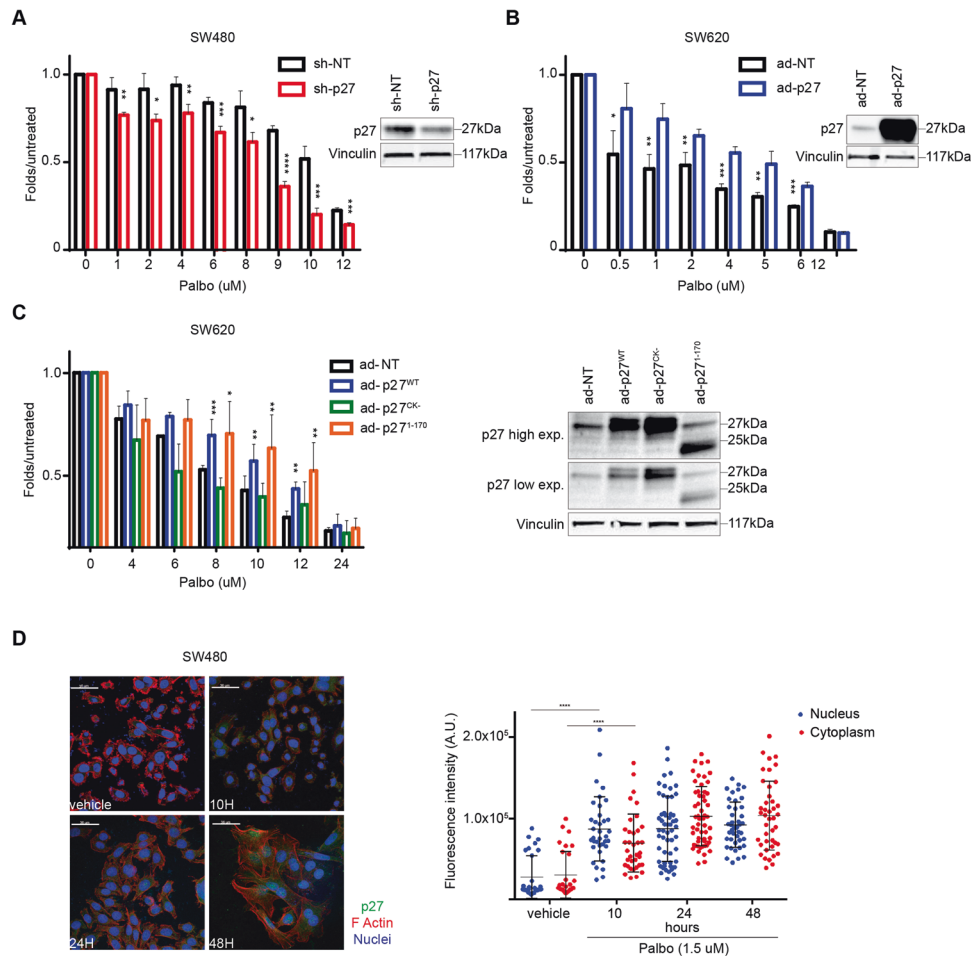 A
SW480
Folds/untreated
1.0
0.5
0
sh-NT
sh-p27
** * ** *** * **** *** ***
0 1 2 4 6 8 9 10 12
Palbo (uM)
sh-NT sh-p27
p27 27kDa
Vinculin 117kDa
B
SW620
F olds/untreated
1.0
0.5
0
ad-NT
ad-p27
* ** ** *** ** ***
0 0.5 1 2 4 5 6 12
Palbo (uM)
ad-NT ad-p27
p27 27kDa
Vinculin 117kDa
C
SW620
Folds/untreated
1.0
0.5
ad-NT
ad-p27WT
ad-p27CK-
ad-p271-170
*** * ** ** ** **
0 4 6 8 10 12 24
Palbo (uM)
ad-NT ad-p27WT ad-p27CK- ad-p271-170
p27 high exp. 27kDa
25kDa
p27 low exp. 27kDa
25kDa
Vinculin 117kDa
D
SW480
vehicle
10H
24H
48H
p27
F Actin
Nuclei
Fluorescence intensity (A.U.)
2.0x10⁵
1.0x10⁵
**** ****
Nucleus
Cytoplasm
vehicle 10 24 48
hours
Palbo (1.5 uM)